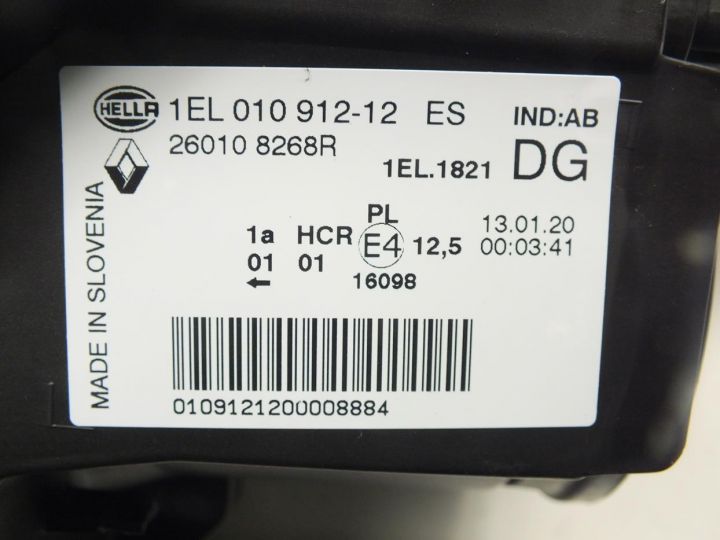 HELLA 1EL 010 912-12 ES IND:AB
26010 8268R 1EL.1821 DG
MADE IN SLOVENIA
PL
1a HCR E4 12,5 13.01.20
01 01 00:03:41
← 16098
0109121200008884